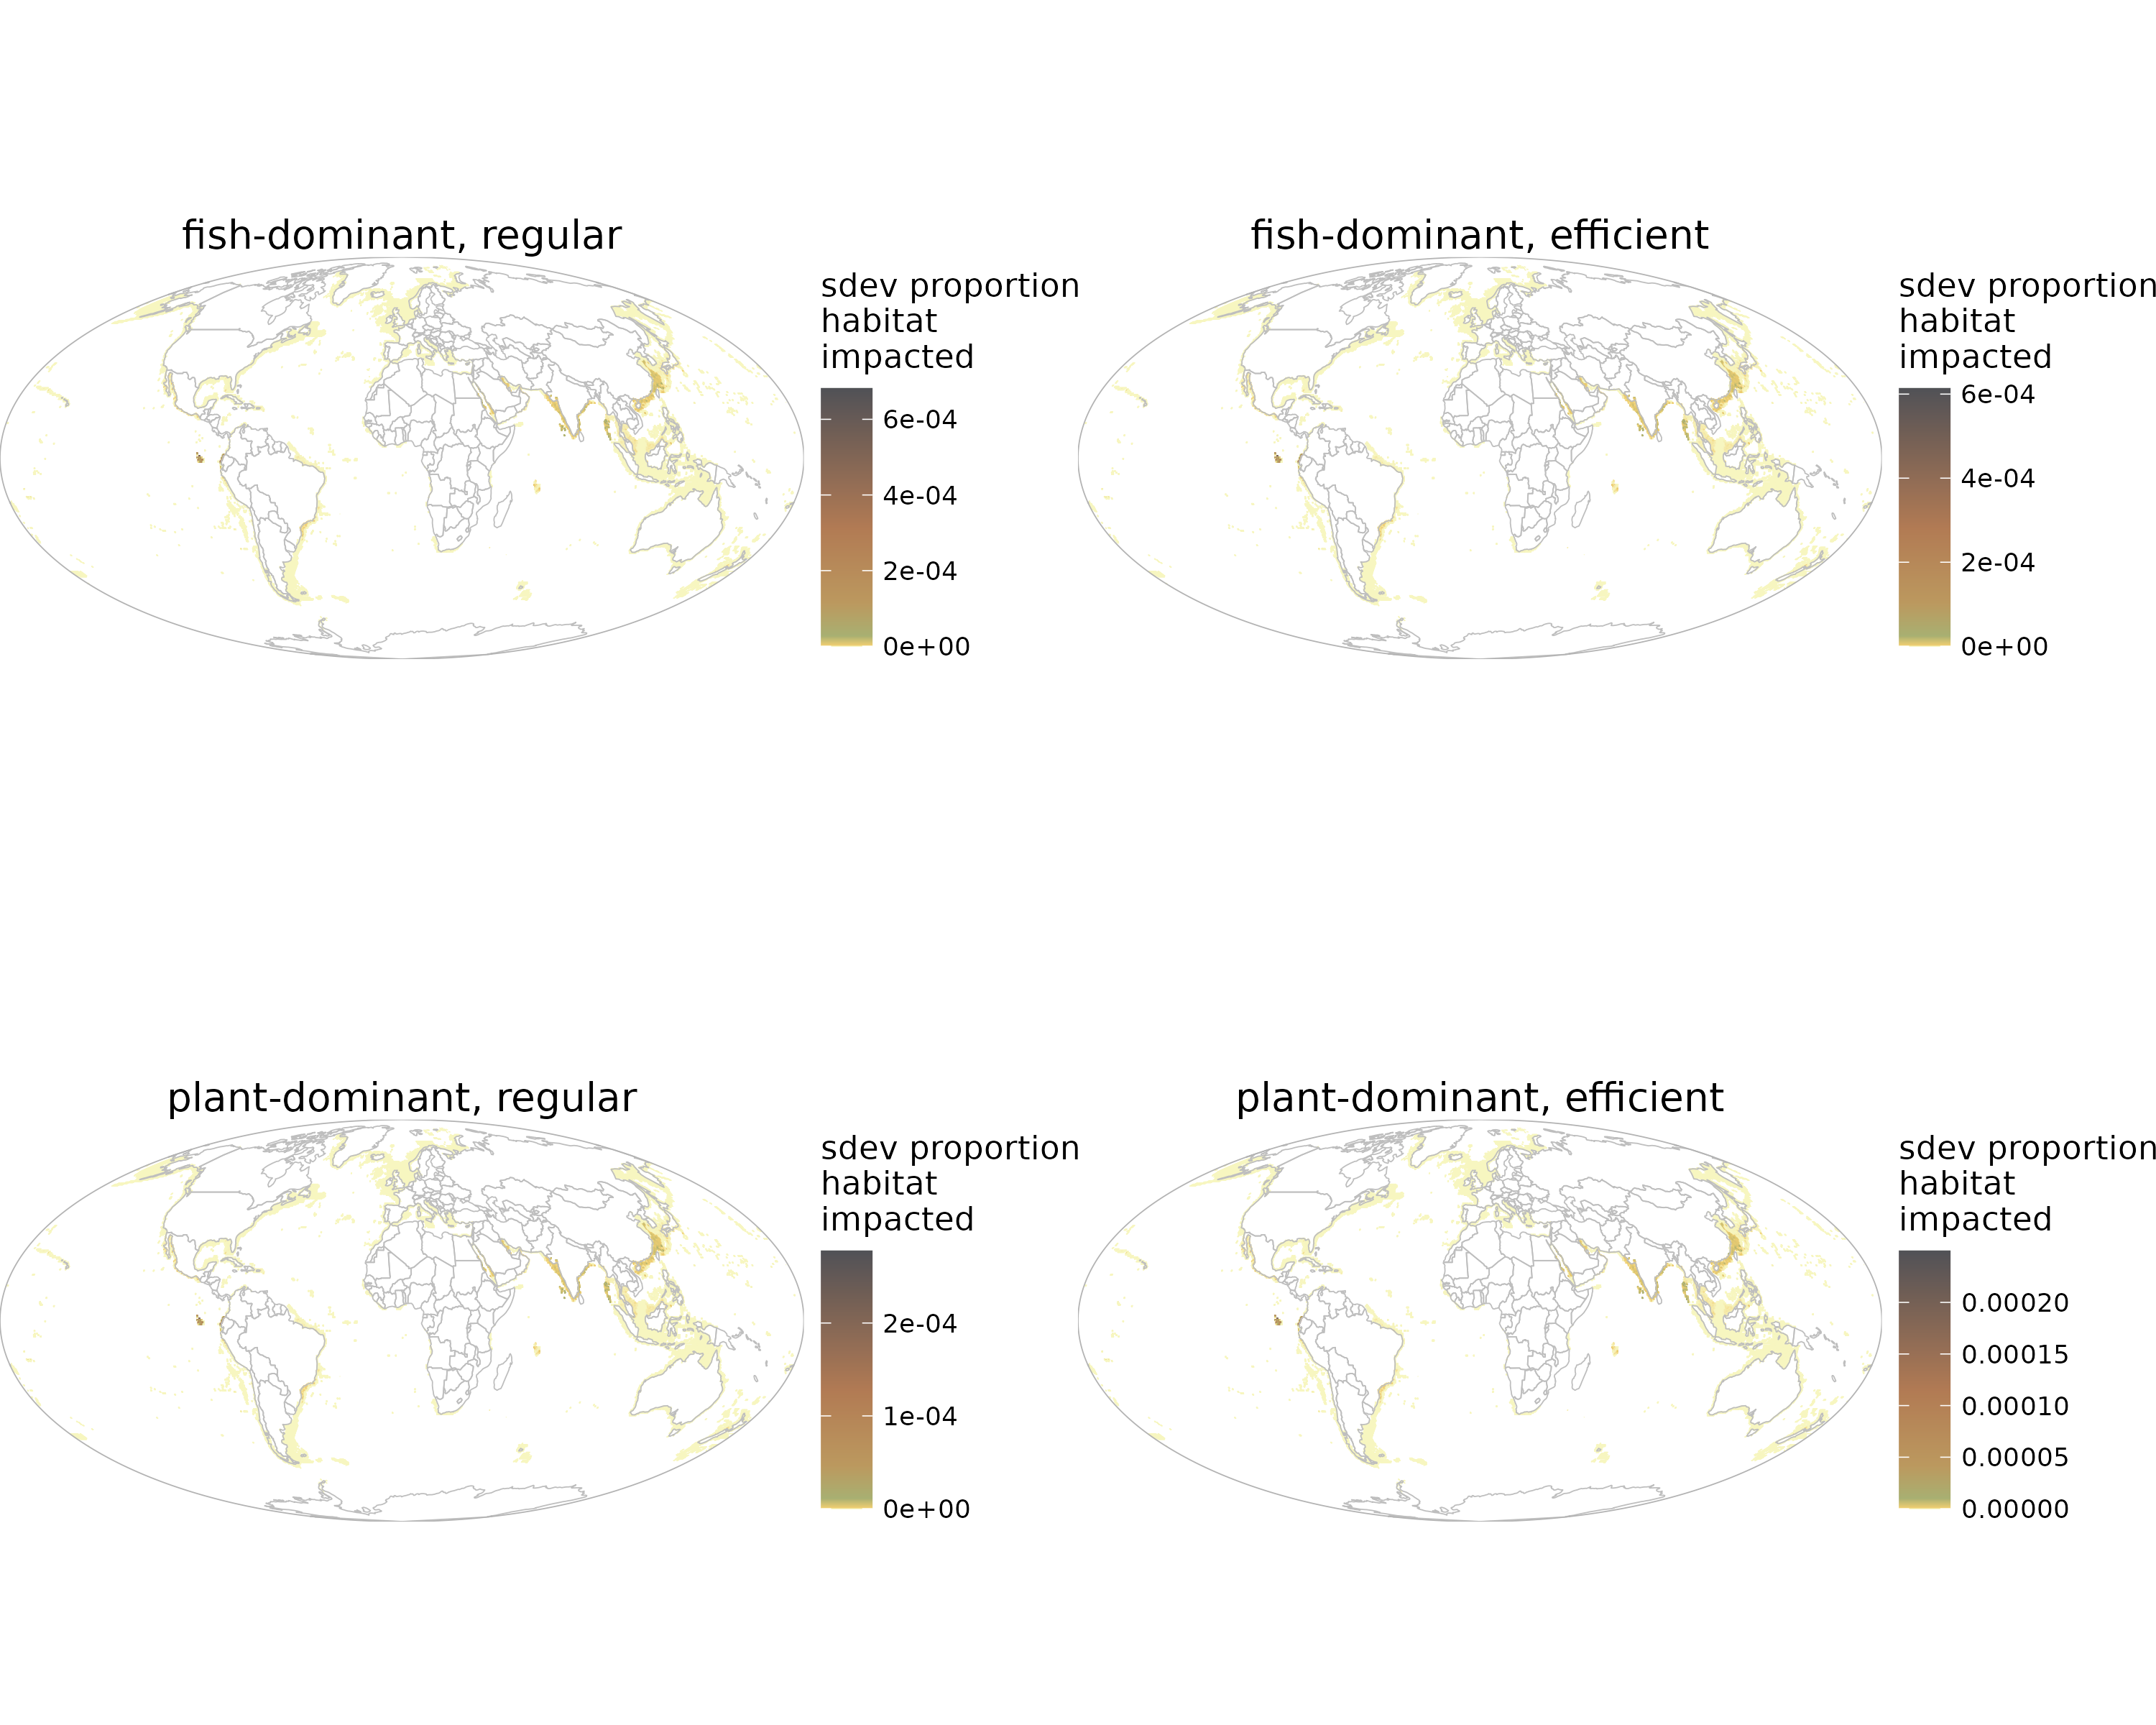 fish-dominant, regular
sdev proportion
habitat
impacted
6e-04
4e-04
2e-04
0e+00
fish-dominant, efficient
sdev proportion
habitat
impacted
6e-04
4e-04
2e-04
0e+00
plant-dominant, regular
sdev proportion
habitat
impacted
2e-04
1e-04
0e+00
plant-dominant, efficient
sdev proportion
habitat
impacted
0.00020
0.00015
0.00010
0.00005
0.00000